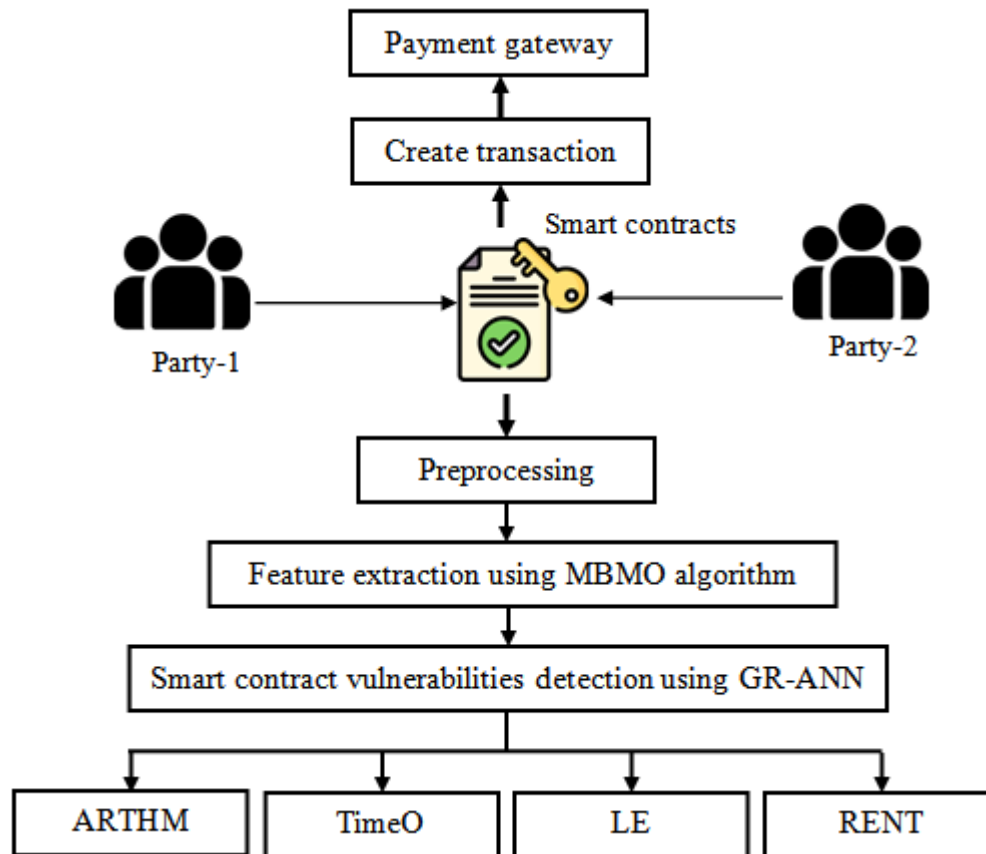 Payment gateway
Create transaction
Smart contracts
Party-1
Party-2
Preprocessing
Feature extraction using MBMO algorithm
Smart contract vulnerabilities detection using GR-ANN
ARTHM
TimeO
LE
RENT